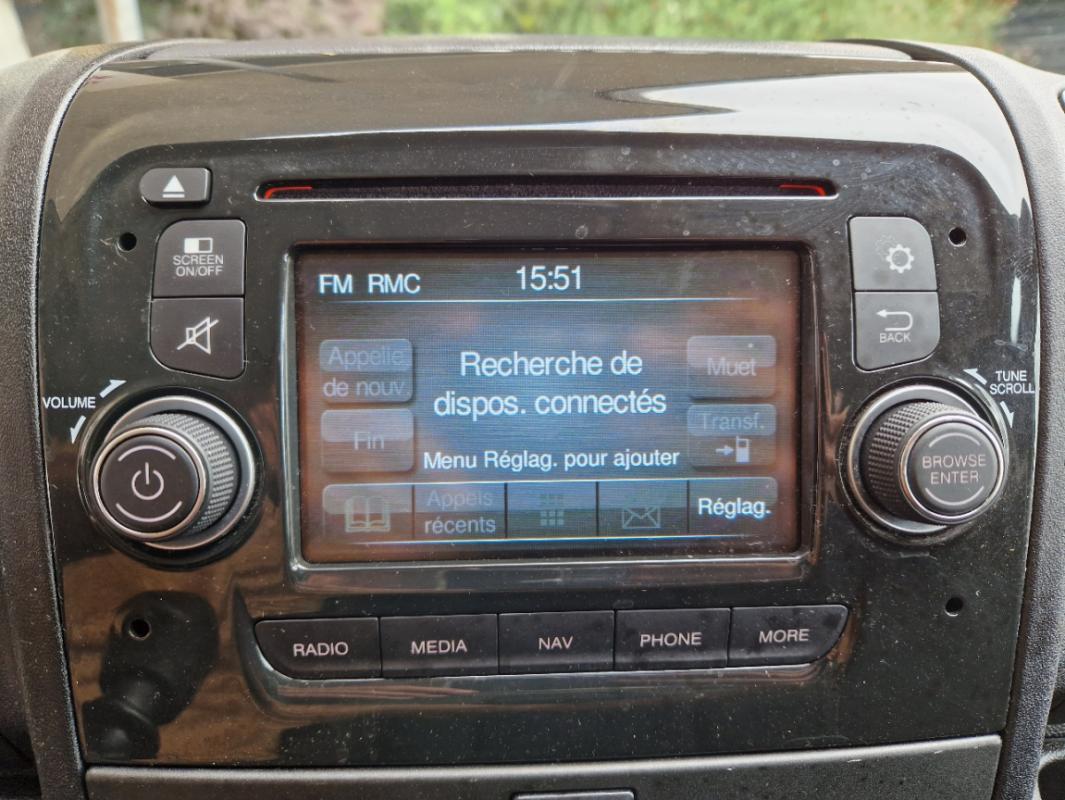 SCREEN
ON/OFF
VOLUME
FM RMC 15:51
Appelle
de nouv
Recherche de
dispos. connectés
Muet
Fin
Transf.
Menu Réglag. pour ajouter
Appels
récents
Réglag.
BACK
TUNE
SCROLL
BROWSE
ENTER
RADIO MEDIA NAV PHONE MORE